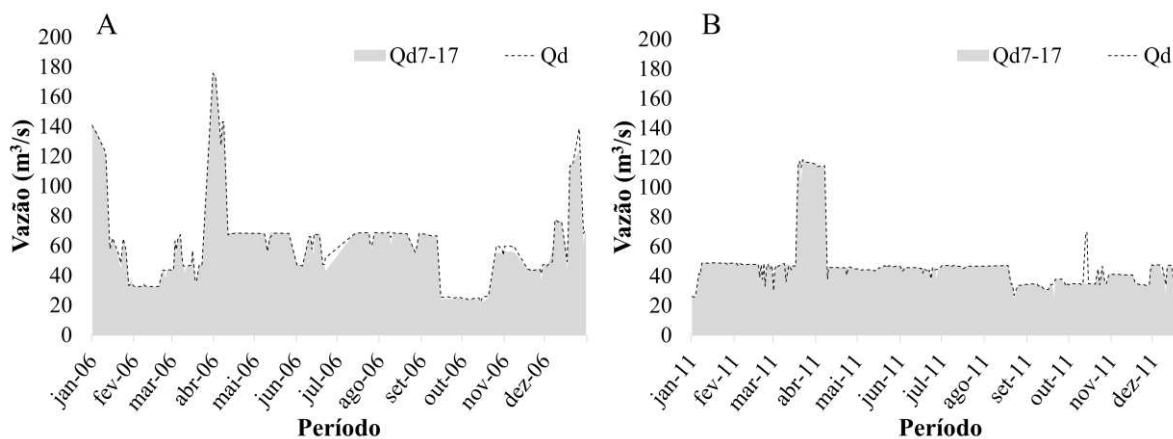 A
Qd7-17
Qd
Vazão (m³/s)
200
180
160
140
120
100
80
60
40
20
0
jan-06
fev-06
mar-06
abr-06
mai-06
jun-06
jul-06
ago-06
set-06
out-06
nov-06
dez-06
Período
B
Qd7-17
Qd
Vazão (m³/s)
200
180
160
140
120
100
80
60
40
20
0
jan-11
fev-11
mar-11
abr-11
mai-11
jun-11
jul-11
ago-11
set-11
out-11
nov-11
dez-11
Período